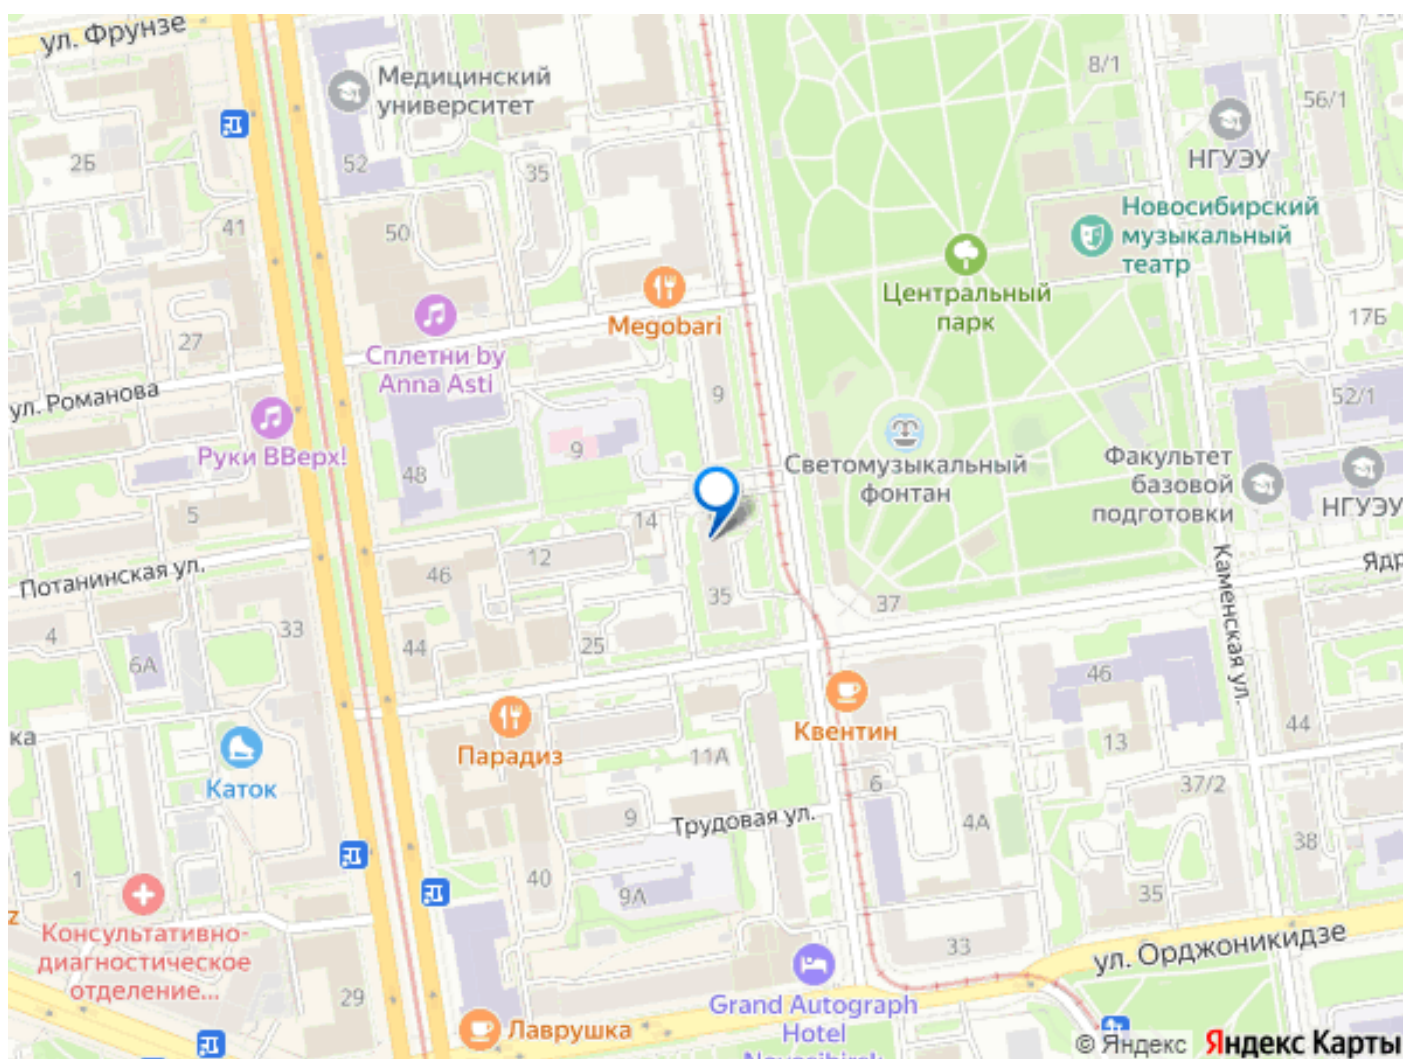 ул. Фрунзе
Медицинский
университет
8/1
56/1
НГУЭУ
2Б
52
35
41
50
Новосибирский
музыкальный
театр
Центральный
парк
Megobari
17Б
27
Сплетни by
Anna Asti
ул. Романова
9
52/1
Руки ВВерх!
9
48
Светомузыкальный
фонтан
Факультет
базовой
подготовки
НГУЭУ
5
14
12
Потанинская ул.
46
35
37
Каменская ул.
Ядр
4
33
6А
44
25
46
44
ка
Парадиз
Квентин
11А
13
Каток
6
37/2
9
Трудовая ул.
4А
38
1
40
9А
35
z
Консультативно-
диагностическое
отделение...
33
ул. Орджоникидзе
29
Grand Autograph
Hotel
Novosibirsk
Лаврушка
© Яндекс Яндекс Карты